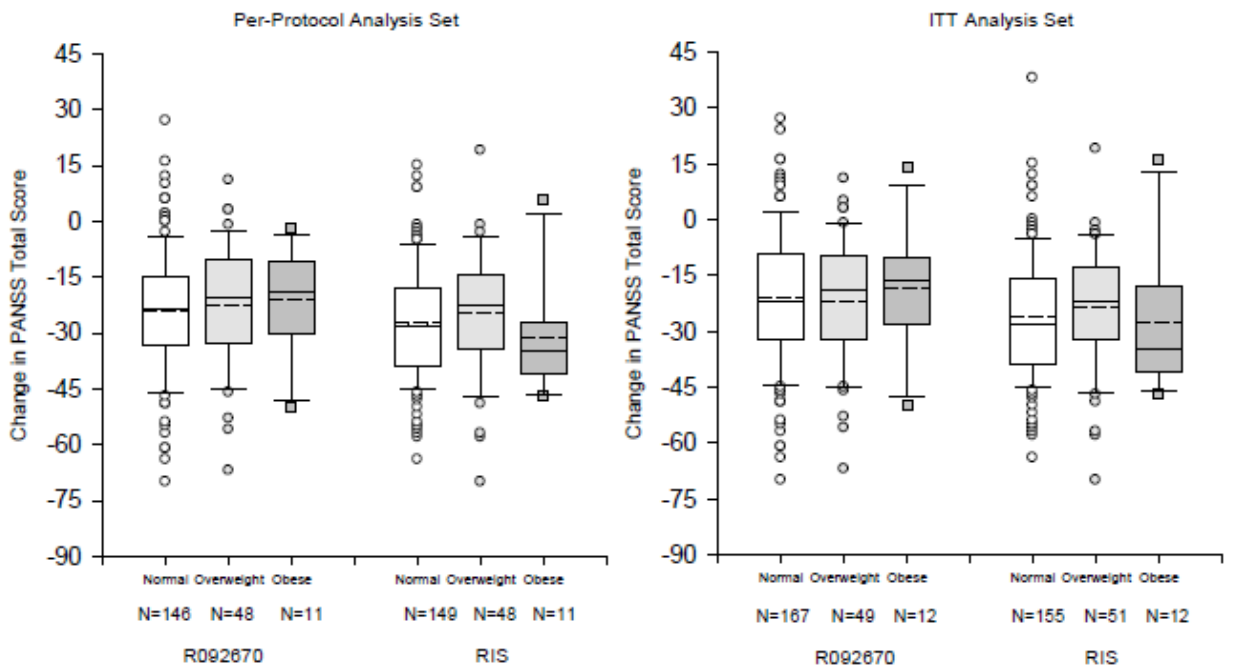 Per-Protocol Analysis Set
Change in PANSS Total Score
45
30
15
0
-15
-30
-45
-60
-75
-90
Normal Overweight Obese Normal Overweight Obese
N=146 N=48 N=11 N=149 N=48 N=11
R092670 RIS
ITT Analysis Set
Change in PANSS Total Score
45
30
15
0
-15
-30
-45
-60
-75
-90
Normal Overweight Obese Normal Overweight Obese
N=167 N=49 N=12 N=155 N=51 N=12
R092670 RIS